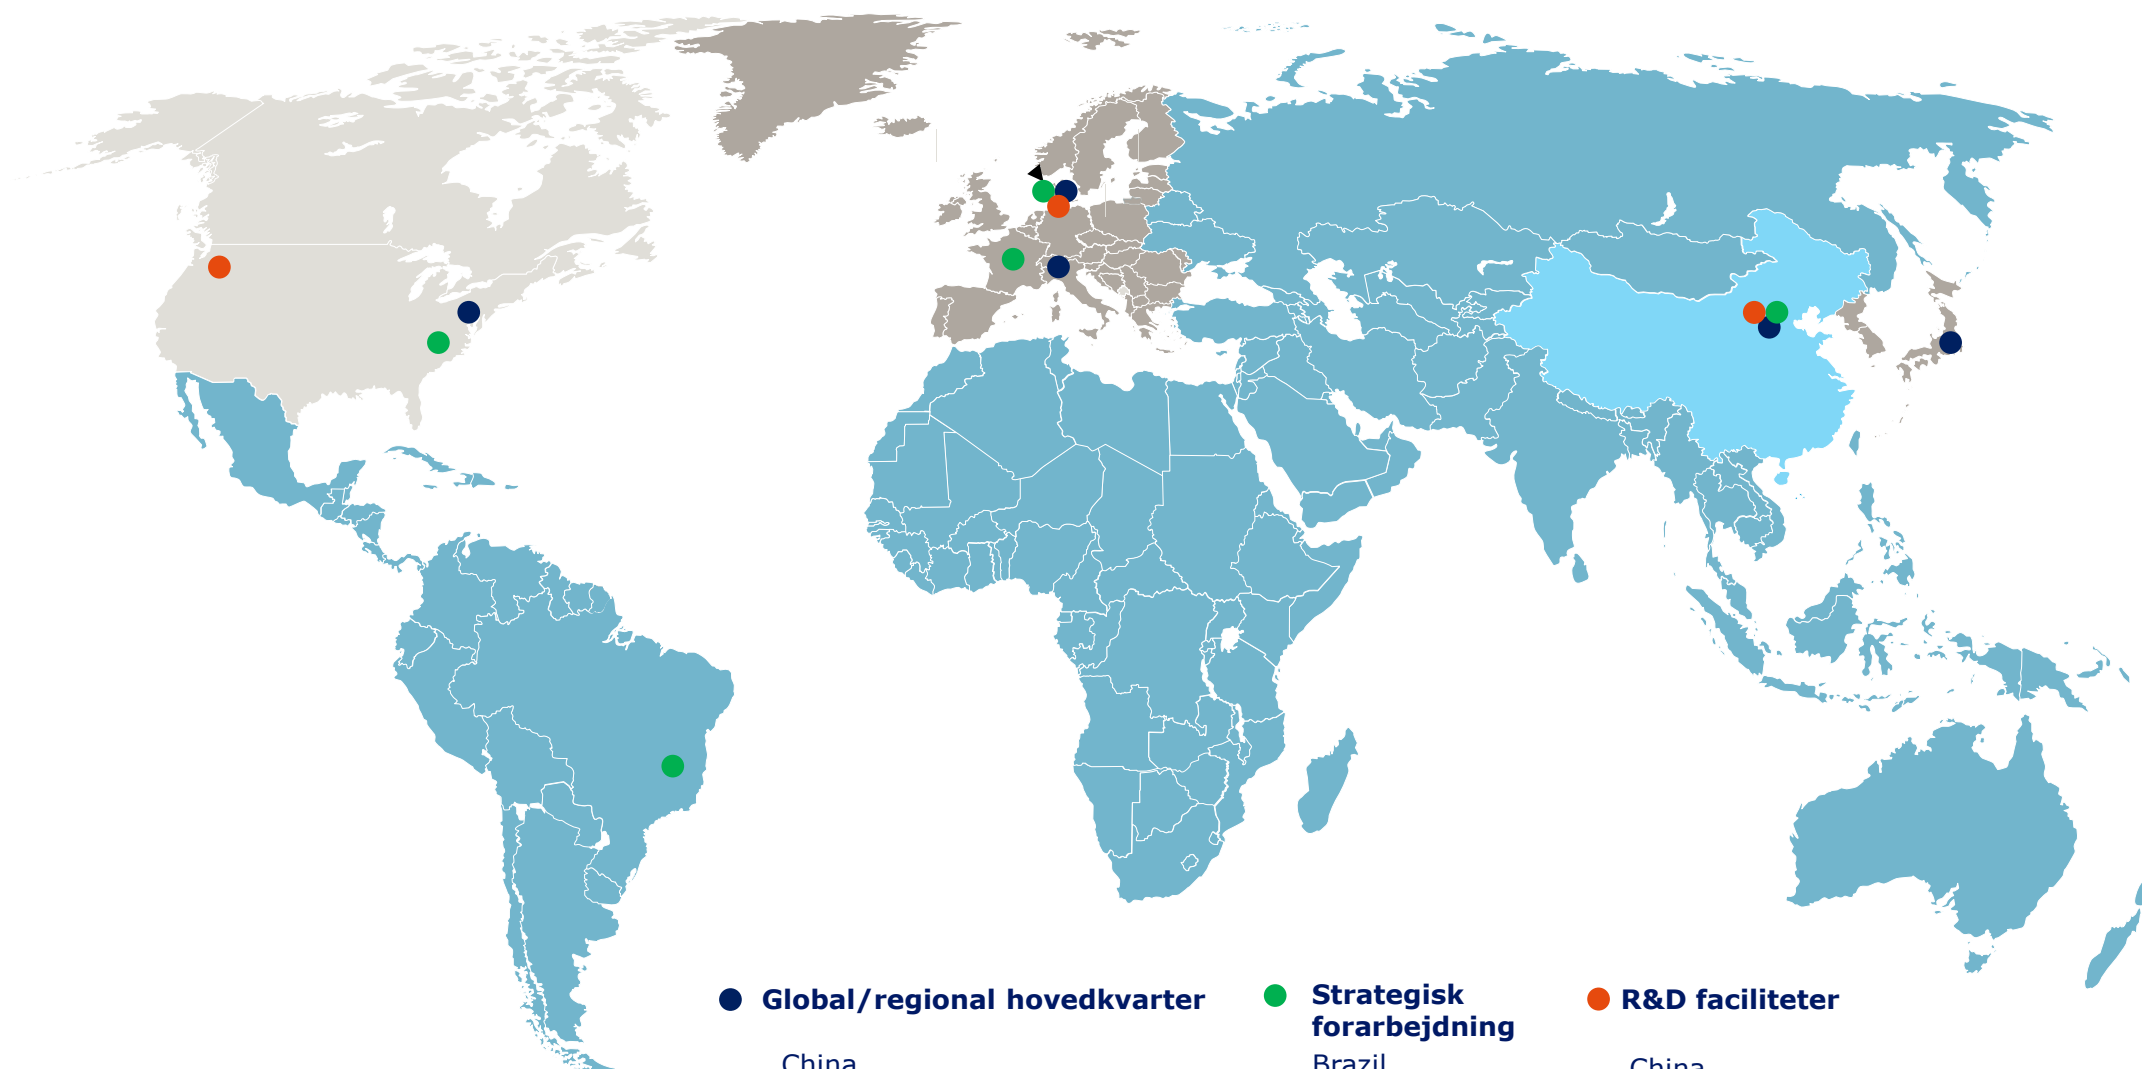 Global/regional hovedkvarter
Strategisk
forarbejdning
R&D faciliteter
China
Brazil
China